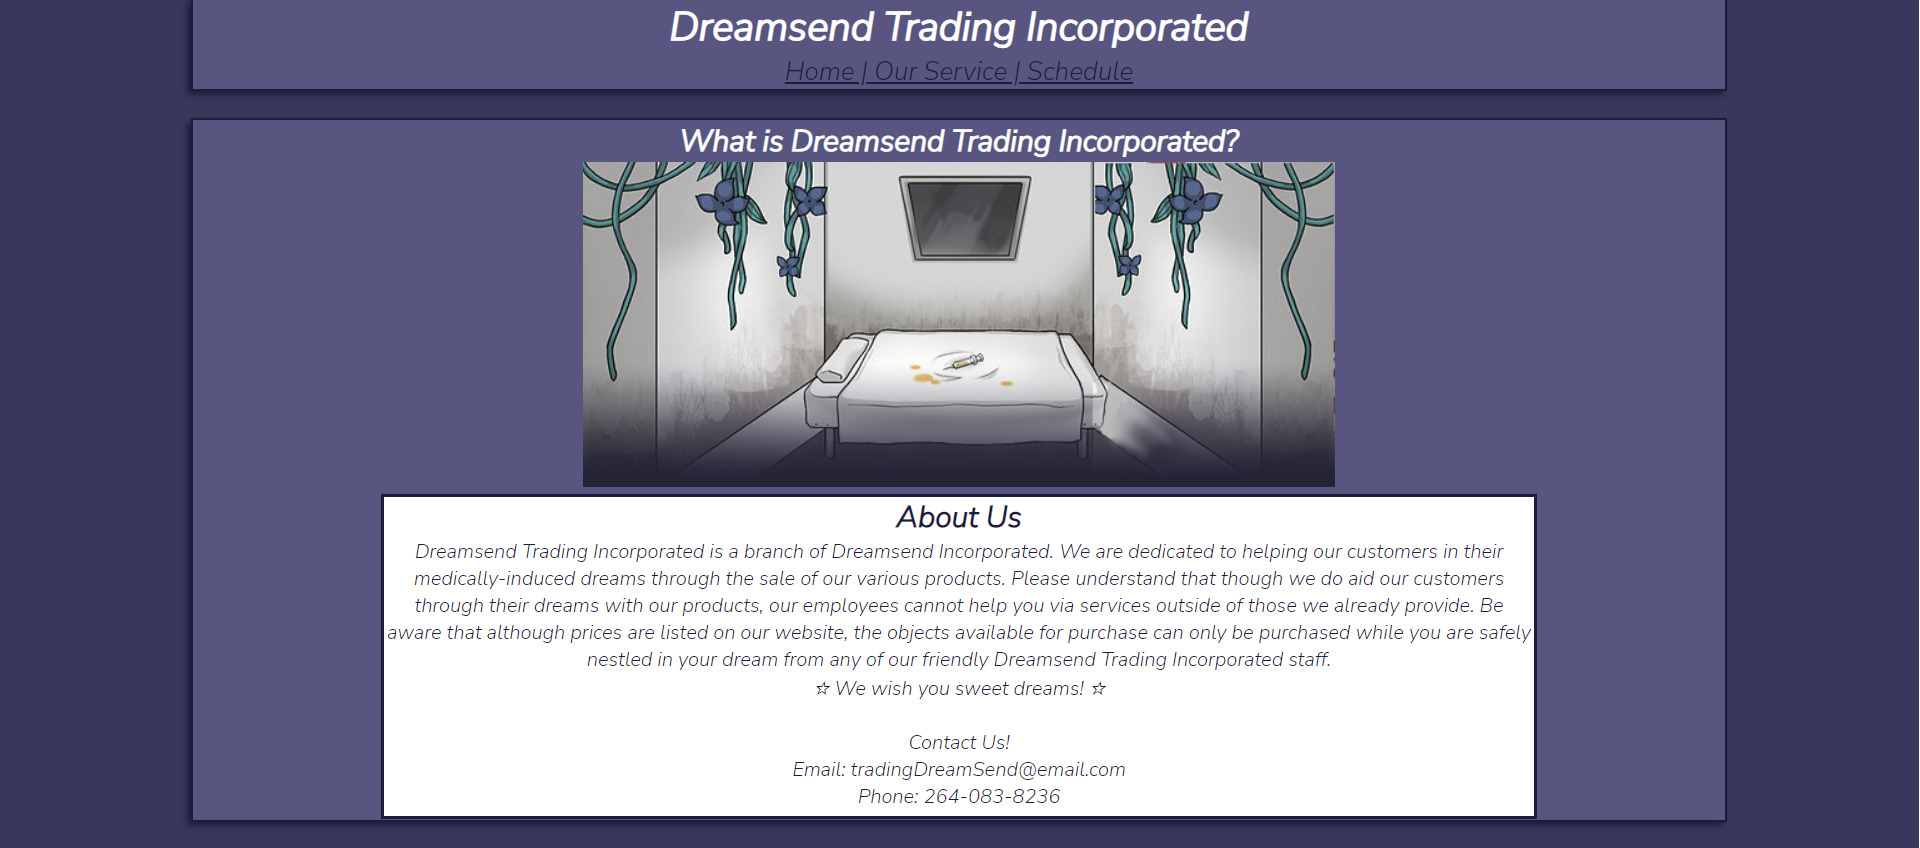 Dreamsend Trading Incorporated
Home | Our Service | Schedule
What is Dreamsend Trading Incorporated?
About Us
Dreamsend Trading Incorporated is a branch of Dreamsend Incorporated. We are dedicated to helping our customers in their
medically-induced dreams through the sale of our various products. Please understand that though we do aid our customers
through their dreams with our products, our employees cannot help you via services outside of those we already provide. Be
aware that although prices are listed on our website, the objects available for purchase can only be purchased while you are safely
nestled in your dream from any of our friendly Dreamsend Trading Incorporated staff.
☆ We wish you sweet dreams! ☆
Contact Us!
Email: tradingDreamSend@email.com
Phone: 264-083-8236